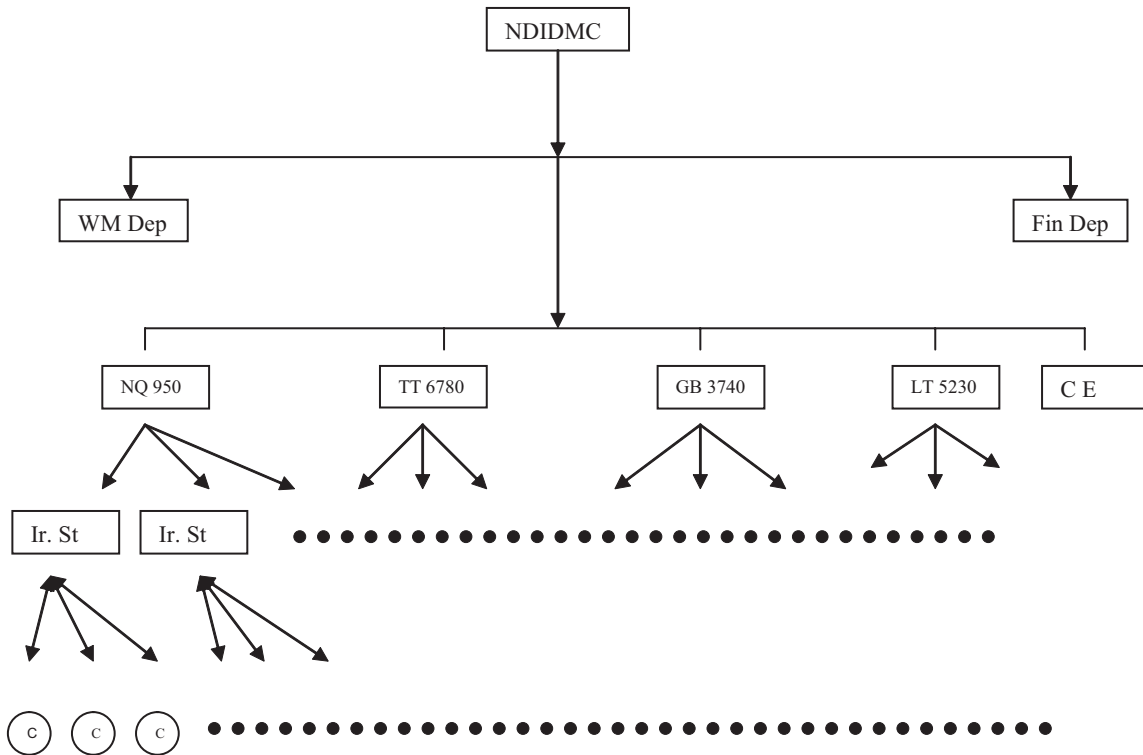 NDIDMC
WM Dep
Fin Dep
NQ 950
TT 6780
GB 3740
LT 5230
C E
Ir. St
Ir. St
C
C
C